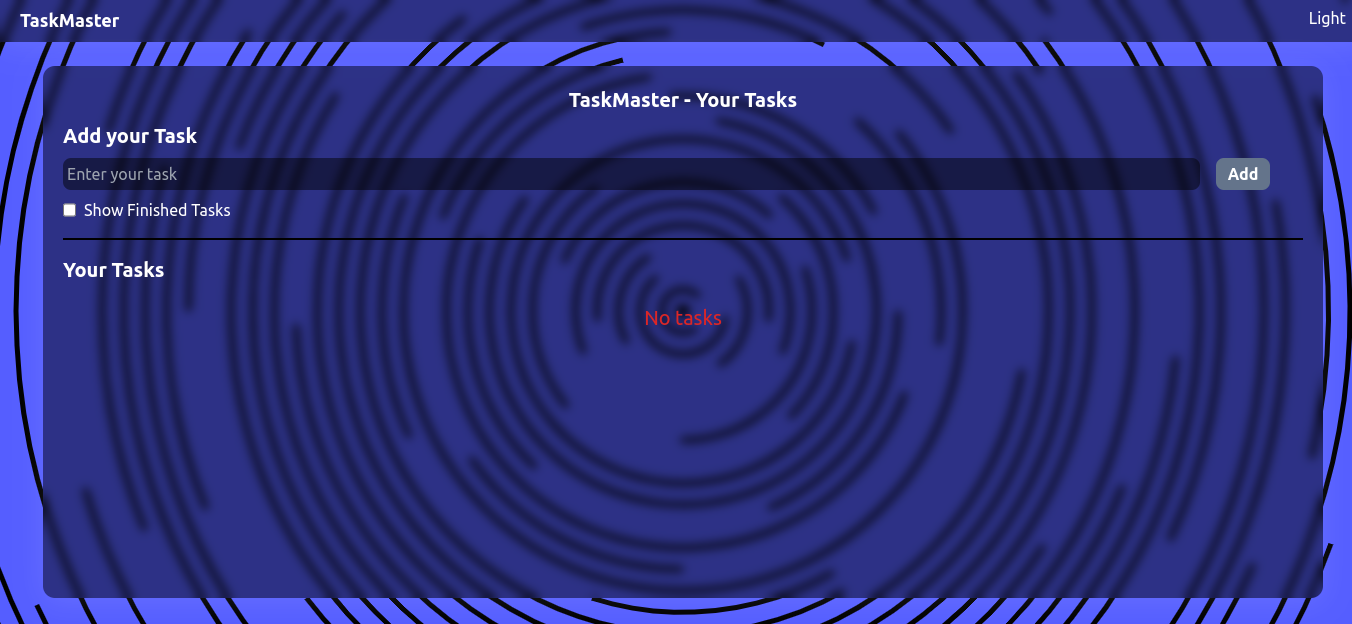 TaskMaster
Light
TaskMaster - Your Tasks
Add your Task
Enter your task
Add
Show Finished Tasks
Your Tasks
No tasks